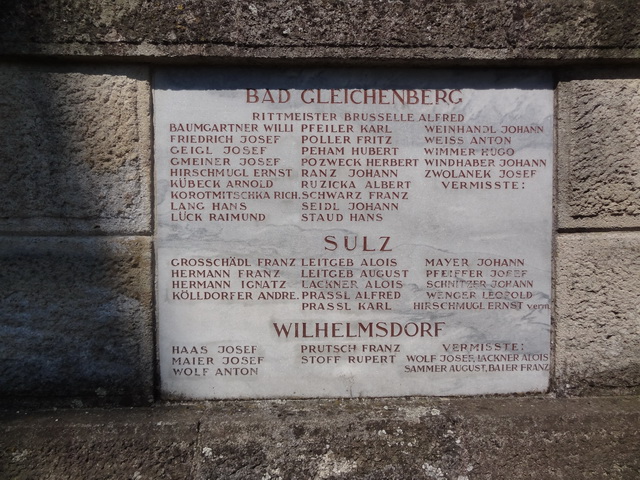 BAD GLEICHENBERG
RITTMEISTER BRUSSELLE ALFRED
BAUMGARTNER WILLI PFEILER KARL WEINHANDL JOHANN
FRIEDRICH JOSEF POLLER FRITZ WEISS ANTON
GEIGL JOSEF PEHAM HUBERT WIMMER HUGO
GMEINER JOSEF POZWECK HERBERT WINDHABER JOHANN
HIRSCHMUGL ERNST RANZ JOHANN ZWOLANEK JOSEF
KÜBECK ARNOLD RUZICKA ALBERT VERMISSTE:
KOROTMITSCHKA RICH. SCHWARZ FRANZ
LANG HANS SEIDL JOHANN
LÜCK RAIMUND STAUD HANS
SULZ
GROSSCHÄDL FRANZ LEITGEB ALOIS MAYER JOHANN
HERMANN FRANZ LEITGEB AUGUST PFEIFFER JOSEF
HERMANN IGNATZ LACKNER ALOIS SCHNITZER JOHANN
KÖLLDORFER ANDRE. PRASSL ALFRED WENGER LEOPOLD
PRASSL KARL HIRSCHMUGL ERNST verm.
WILHELMSDORF
HAAS JOSEF PRUTSCH FRANZ VERMISSTE:
MAIER JOSEF STOFF RUPERT WOLF JOSEF, LACKNER ALOIS
WOLF ANTON SAMMER AUGUST, BAIER FRANZ